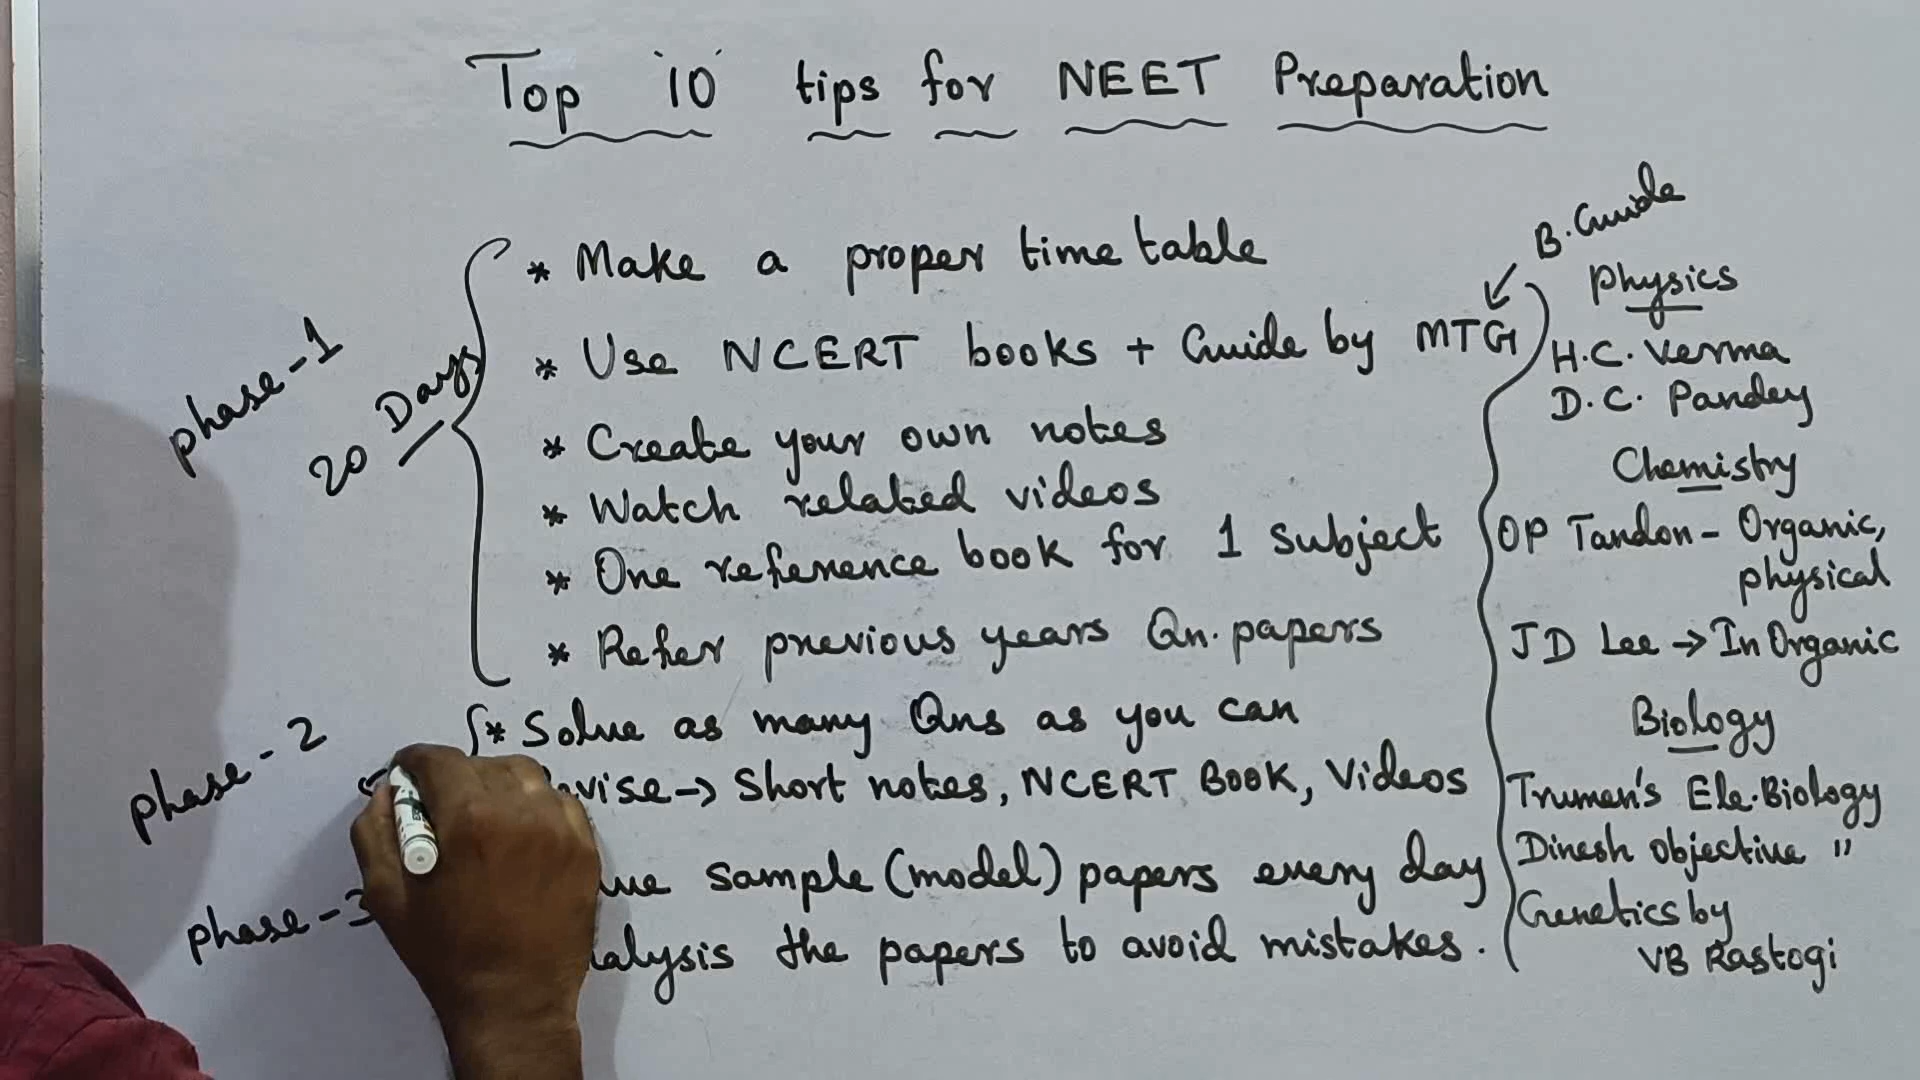 Top '10' tips for NEET Preparation
* Make a proper time table
* Use NCERT books + Guide by MTG
* Create your own notes
* Watch related videos
* One reference book for 1 Subject
* Refer previous years Qn. papers
* Solve as many Qns as you can
→ Short notes, NCERT BOOK, Videos
sample (model) papers every day
the papers to avoid mistakes.
phase-1
20 Days
phase-2
phase-3
B. Guide
Physics
H.C. Verma
D.C. Pandey
Chemistry
OP Tandon - Organic,
physical
JD Lee → InOrganic
Biology
Trumen's Ele. Biology
Dinesh objective "
Genetics by
VB Rastogi